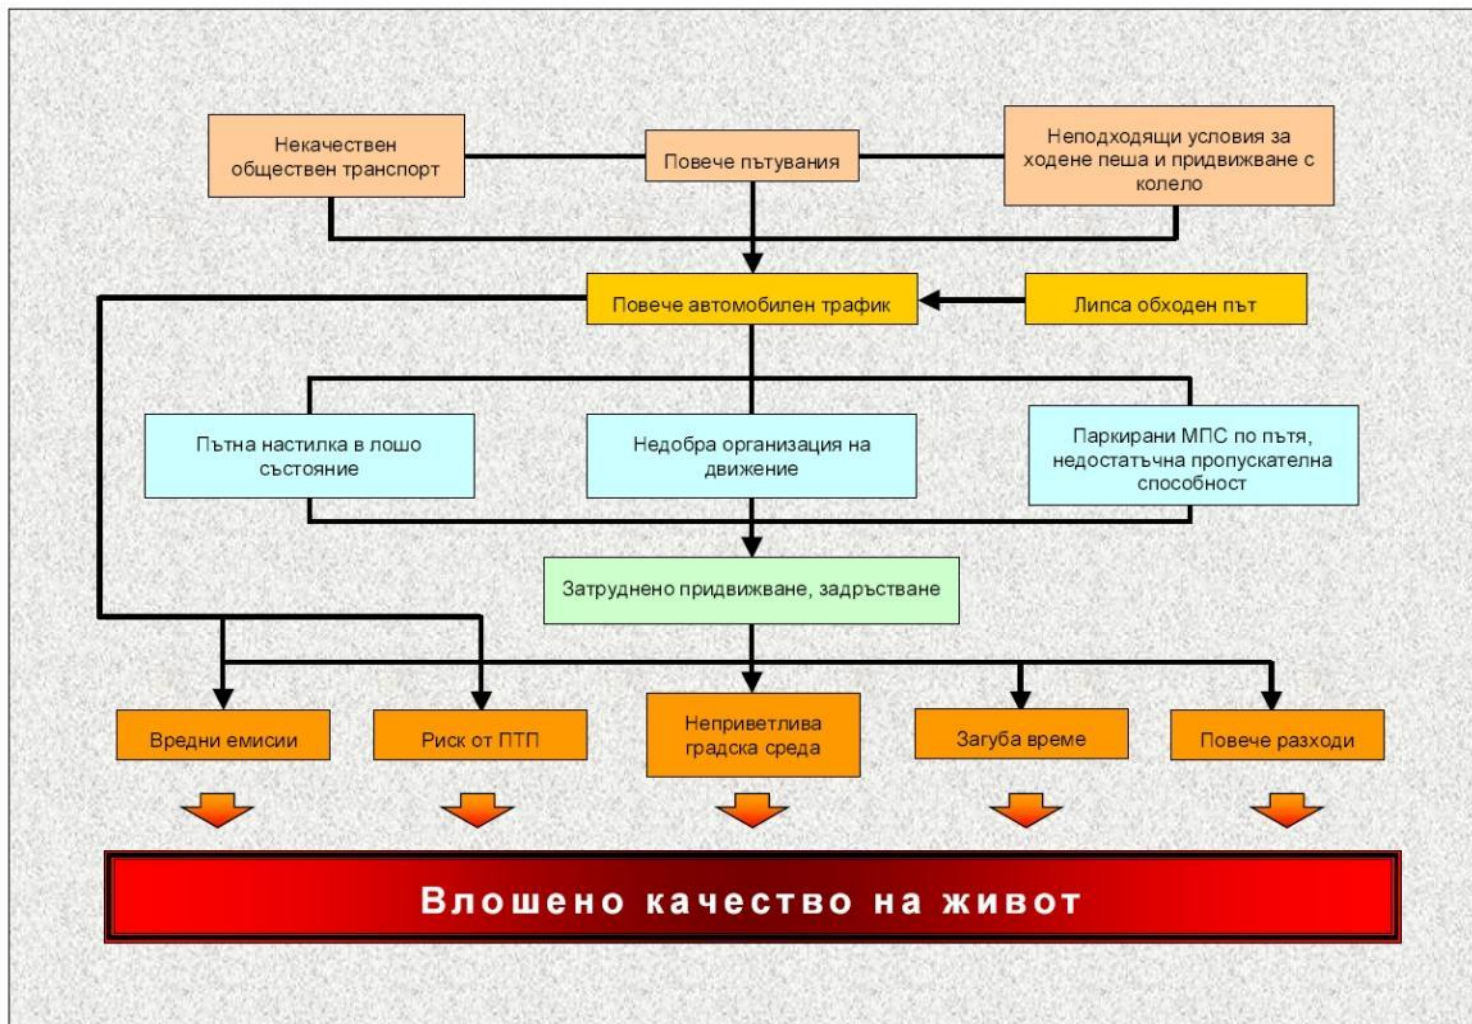 Некачествен
обществен транспорт
Повече пътувания
Неподходящи условия за
ходене пеша и придвижване с
колело
Повече автомобилен трафик
Липса обходен път
Пътна настилка в лошо
състояние
Недобра организация на
движение
Паркирани МПС по пътя,
недостатъчна пропускателна
способност
Затруднено придвижване, задръстване
Вредни емисии
Риск от ПТП
Неприветлива
градска среда
Загуба време
Повече разходи
Влошено качество на живот